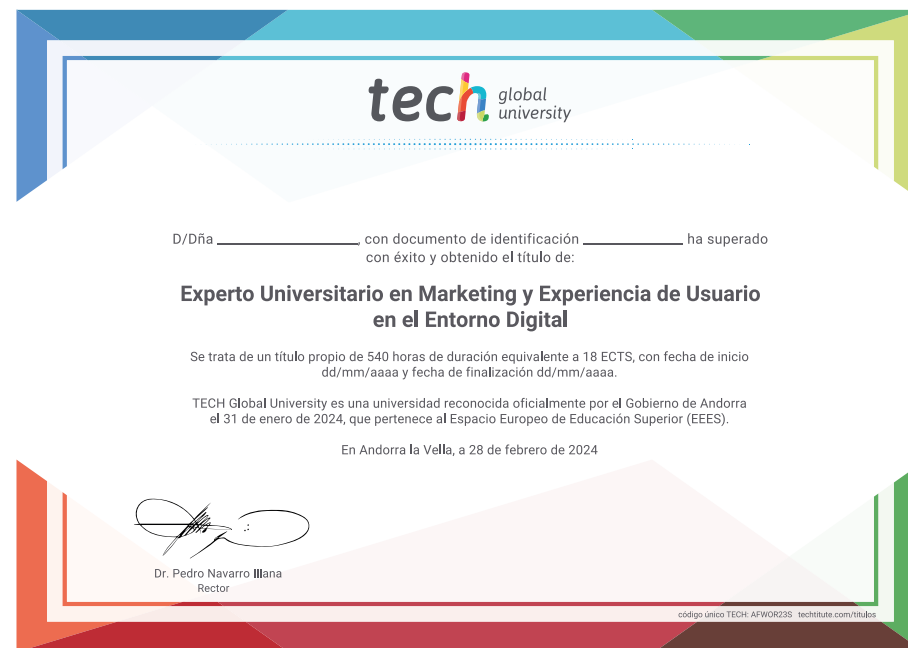 tech global
university
D/Dña ____________________, con documento de identificación ______________ ha superado
con éxito y obtenido el título de:
Experto Universitario en Marketing y Experiencia de Usuario
en el Entorno Digital
Se trata de un título propio de 540 horas de duración equivalente a 18 ECTS, con fecha de inicio
dd/mm/aaaa y fecha de finalización dd/mm/aaaa.
TECH Global University es una universidad reconocida oficialmente por el Gobierno de Andorra
el 31 de enero de 2024, que pertenece al Espacio Europeo de Educación Superior (EEES).
En Andorra la Vella, a 28 de febrero de 2024
Dr. Pedro Navarro Illana
Rector
código único TECH: AFWOR23S techtitute.com/titulos